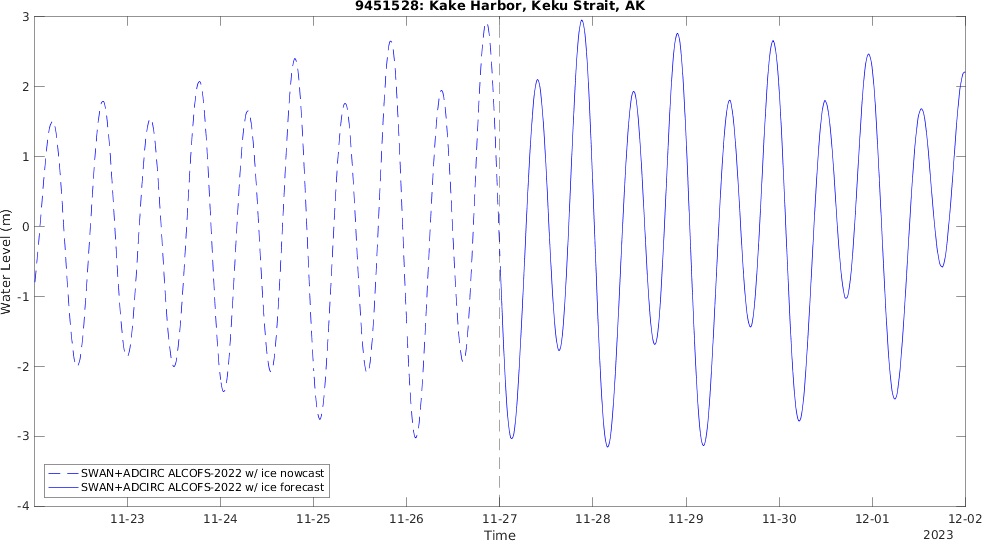 9451528: Kake Harbor, Keku Strait, AK
3
2
1
0
-1
-2
-3
-4
Water Level (m)
SWAN+ADCIRC ALCOFS-2022 w/ ice nowcast
SWAN+ADCIRC ALCOFS-2022 w/ ice forecast
11-23 11-24 11-25 11-26 11-27 11-28 11-29 11-30 12-01 12-02
Time
2023